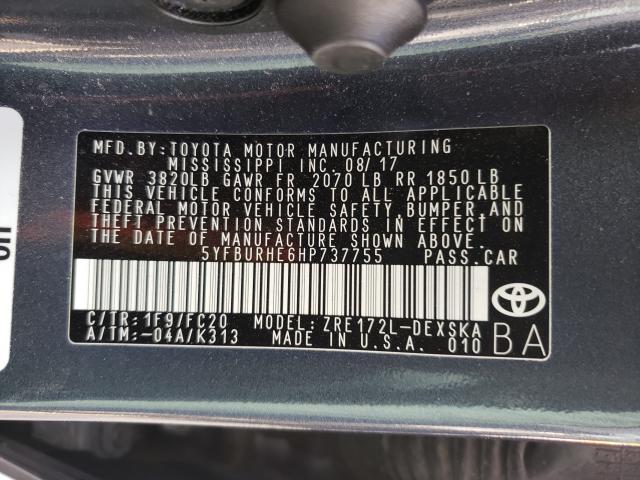 MFD.BY:TOYOTA MOTOR MANUFACTURING
MISSISSIPPI INC. 08/17
GVWR 3820LB GAWR FR 2070 LB RR 1850 LB
THIS VEHICLE CONFORMS TO ALL APPLICABLE
FEDERAL MOTOR VEHICLE SAFETY,BUMPER,AND
THEFT PREVENTION STANDARDS IN EFFECT ON
THE DATE OF MANUFACTURE SHOWN ABOVE.
5YFBURHE6HP737755 PASS.CAR
C/TR:1F9/FC20 MODEL:ZRE172L-DEXSKA
A/TM:-04A/K313 MADE IN U.S.A. 010 BA